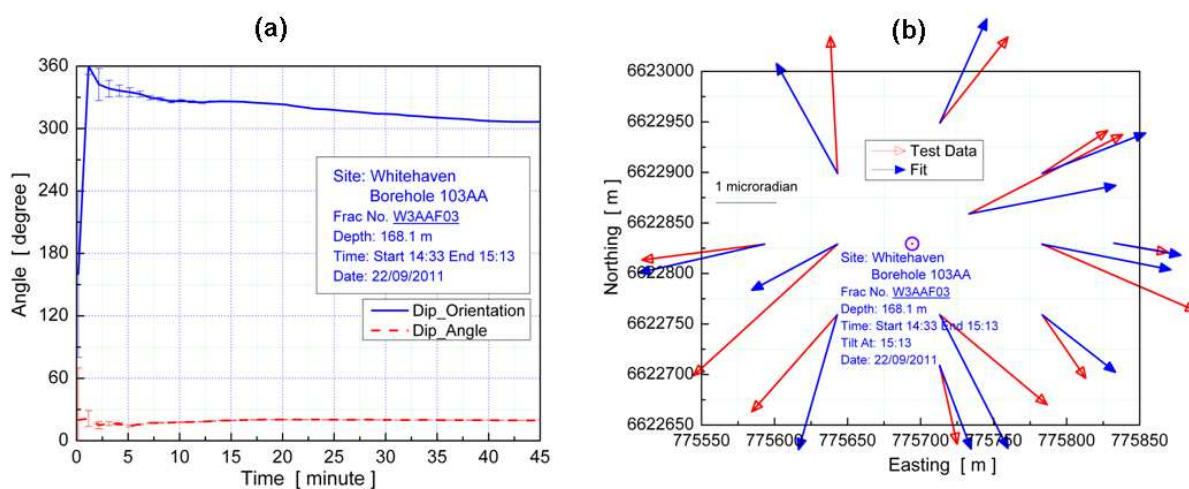 (a)
360
300
240
180
120
60
0
Angle [ degree ]
Site: Whitehaven
Borehole 103AA
Frac No. W3AAF03
Depth: 168.1 m
Time: Start 14:33 End 15:13
Date: 22/09/2011
Dip_Orientation
Dip_Angle
0 5 10 15 20 25 30 35 40 45
Time [ minute ]
(b)
6623000
6622950
6622900
6622850
6622800
6622750
6622700
6622650
Northing [ m ]
Test Data
Fit
1 microradian
Site: Whitehaven
Borehole 103AA
Frac No. W3AAF03
Depth: 168.1 m
Time: Start 14:33 End 15:13
Tilt At: 15:13
Date: 22/09/2011
775550 775600 775650 775700 775750 775800 775850
Easting [ m ]